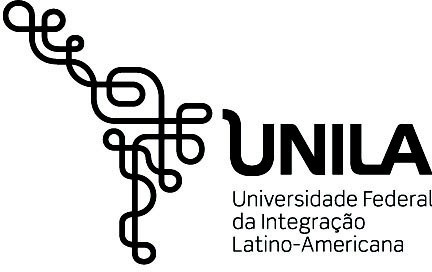 UNILA
Universidade Federal
da Integração
Latino-Americana